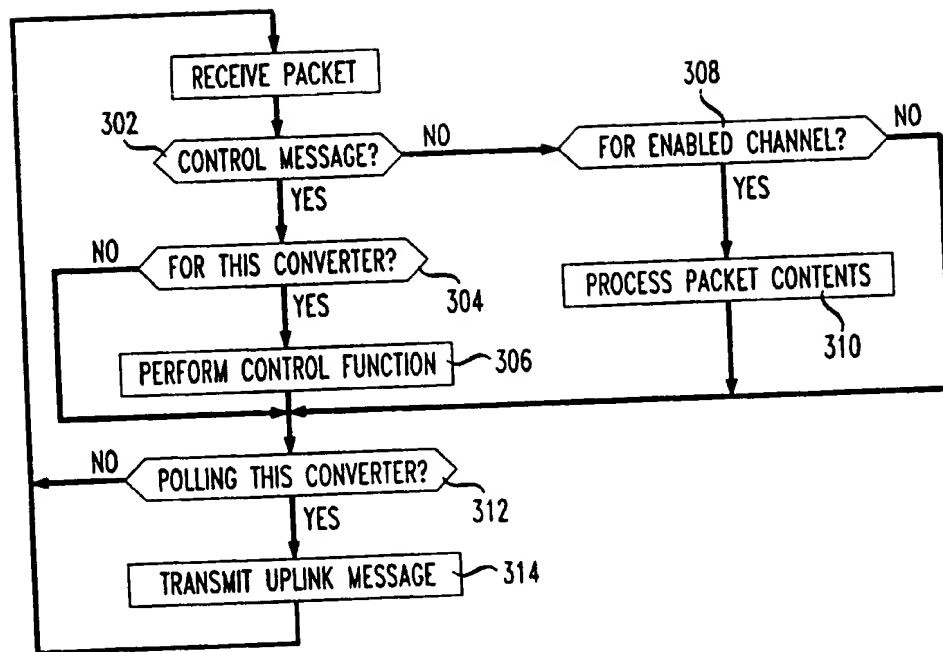 RECEIVE PACKET
302
CONTROL MESSAGE?
NO
308
FOR ENABLED CHANNEL?
NO
YES
YES
NO
FOR THIS CONVERTER?
304
PROCESS PACKET CONTENTS
310
YES
PERFORM CONTROL FUNCTION
306
NO
POLLING THIS CONVERTER?
312
YES
TRANSMIT UPLINK MESSAGE
314